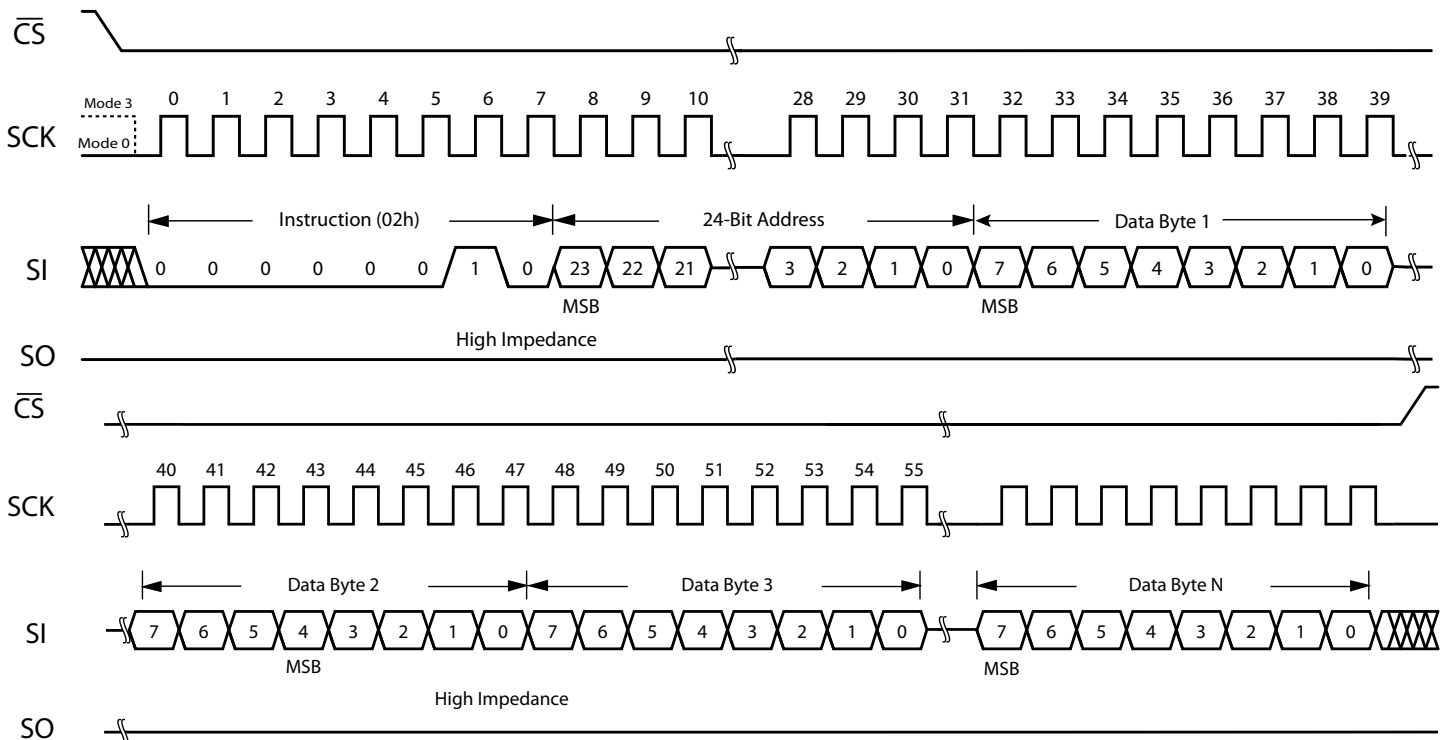 CS
0 1 2 3 4 5 6 7 8 9 10 28 29 30 31 32 33 34 35 36 37 38 39
Mode 3
SCK
Mode 0
Instruction (02h) 24-Bit Address Data Byte 1
SI 0 0 0 0 0 0 1 0 23 22 21 3 2 1 0 7 6 5 4 3 2 1 0
MSB MSB
High Impedance
SO
CS
40 41 42 43 44 45 46 47 48 49 50 51 52 53 54 55
SCK
Data Byte 2 Data Byte 3 Data Byte N
SI 7 6 5 4 3 2 1 0 7 6 5 4 3 2 1 0 7 6 5 4 3 2 1 0
MSB MSB
High Impedance
SO